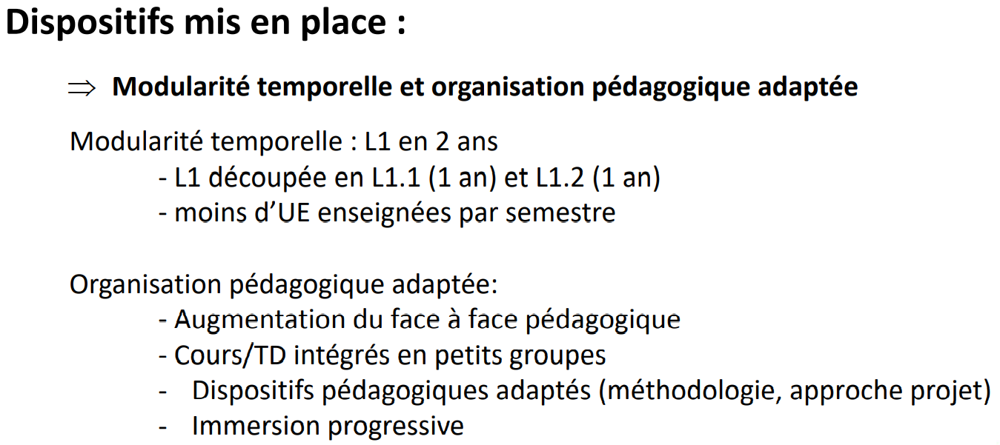 Dispositifs mis en place :
⇒ Modularité temporelle et organisation pédagogique adaptée
Modularité temporelle : L1 en 2 ans
- L1 découpée en L1.1 (1 an) et L1.2 (1 an)
- moins d’UE enseignées par semestre
Organisation pédagogique adaptée:
- Augmentation du face à face pédagogique
- Cours/TD intégrés en petits groupes
- Dispositifs pédagogiques adaptés (méthodologie, approche projet)
- Immersion progressive